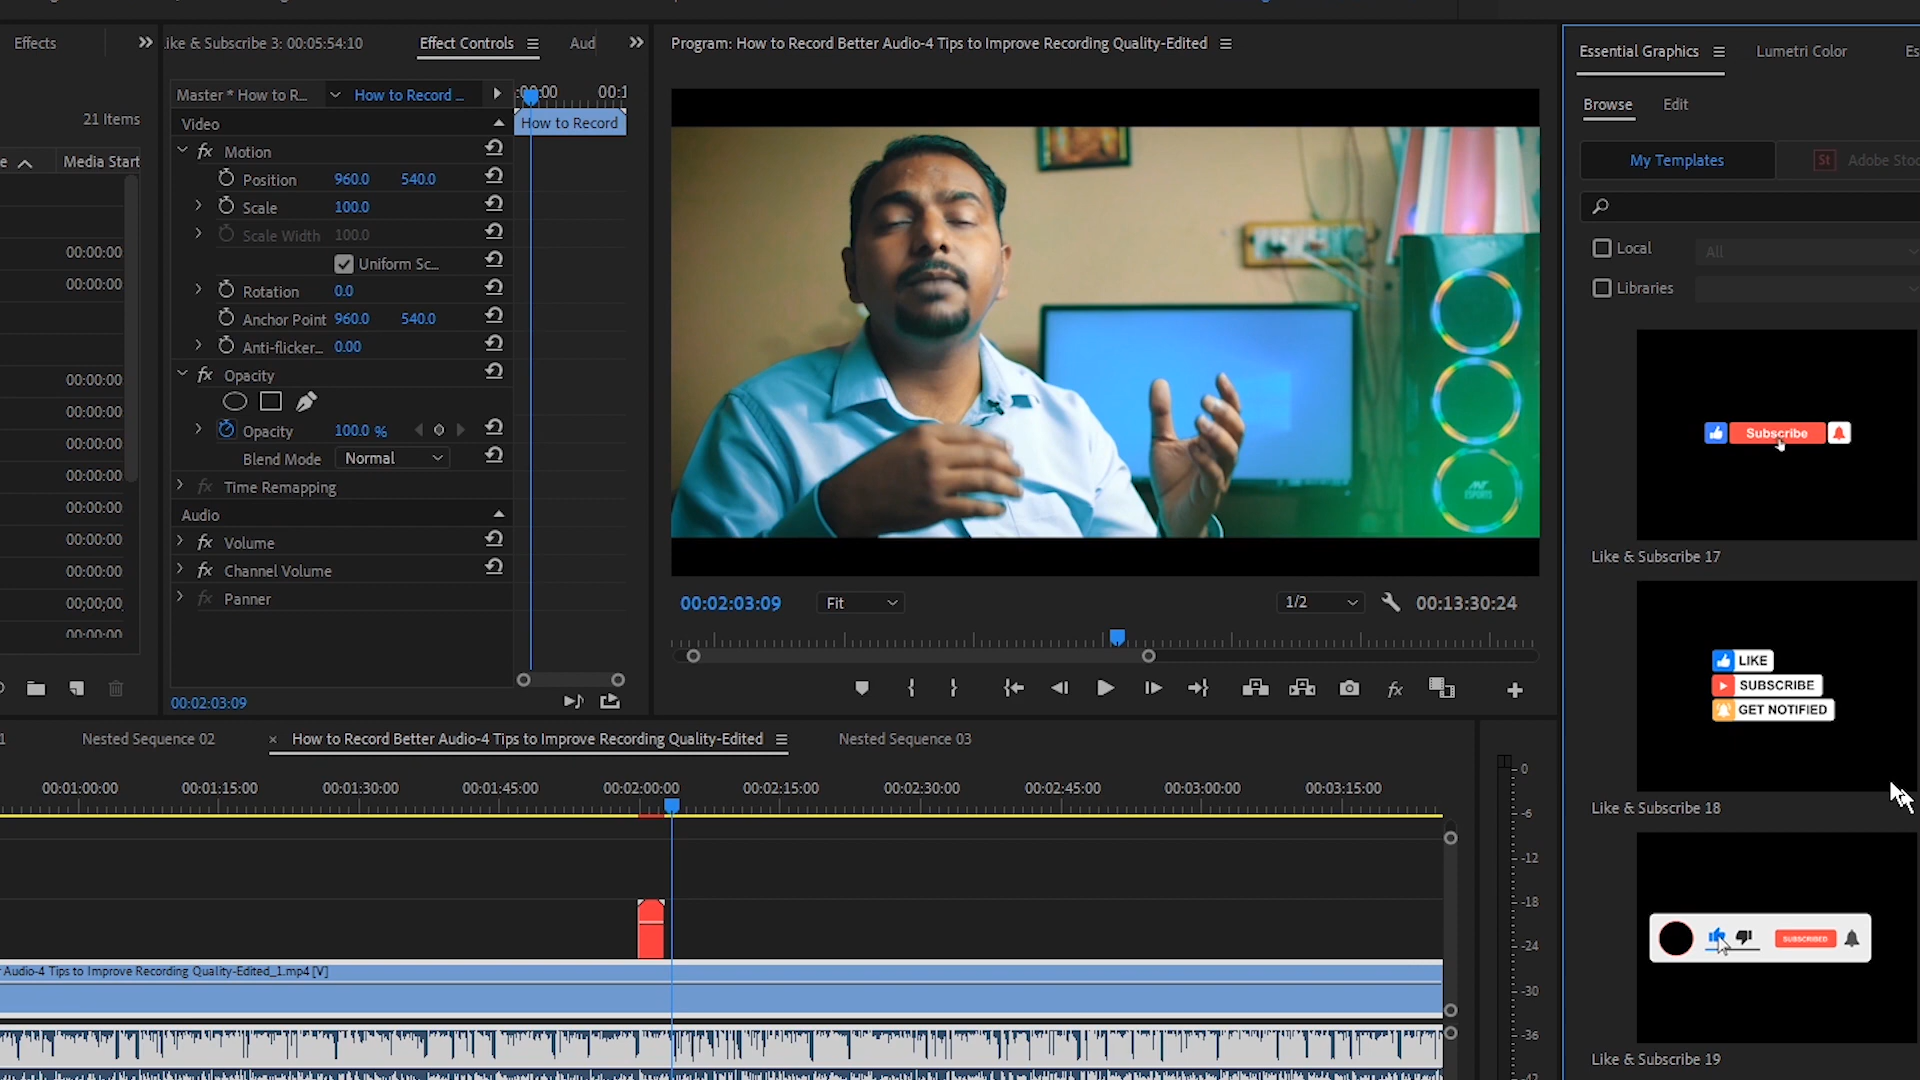 Effects
Like & Subscribe 3: 00:05:54:10
Effect Controls
Aud
Program: How to Record Better Audio-4 Tips to Improve Recording Quality-Edited
Essential Graphics
Lumetri Color
Es
21 Items
e
Media Start
00:00:00
00:00:00
00:00:00
00:00:00
00:00:00
00:00:00
00:00:00
00:00:00
00:00:00
00;00;00
00:00:00
Master * How to R...
How to Record ...
:00:00
00:1
Video
How to Record
Motion
Position 960.0 540.0
Scale 100.0
Scale Width 100.0
Uniform Sc...
Rotation 0.0
Anchor Point 960.0 540.0
Anti-flicker... 0.00
fx Opacity
Opacity 100.0 %
Blend Mode Normal
fx Time Remapping
Audio
fx Volume
fx Channel Volume
fx Panner
00:02:03:09
ESPORTS
00:02:03:09
Fit
1/2
00:13:30:24
fx
Browse
Edit
My Templates
St Adobe Stoc
Local
All
Libraries
Subscribe
Like & Subscribe 17
LIKE
SUBSCRIBE
GET NOTIFIED
Like & Subscribe 18
SUBSCRIBED
Like & Subscribe 19
1
Nested Sequence 02
× How to Record Better Audio-4 Tips to Improve Recording Quality-Edited
Nested Sequence 03
00:01:00:00
00:01:15:00
00:01:30:00
00:01:45:00
00:02:00:00
00:02:15:00
00:02:30:00
00:02:45:00
00:03:00:00
00:03:15:00
Audio-4 Tips to Improve Recording Quality-Edited_1.mp4 [V]
0
-6
-12
-18
-24
-30
-36
-42